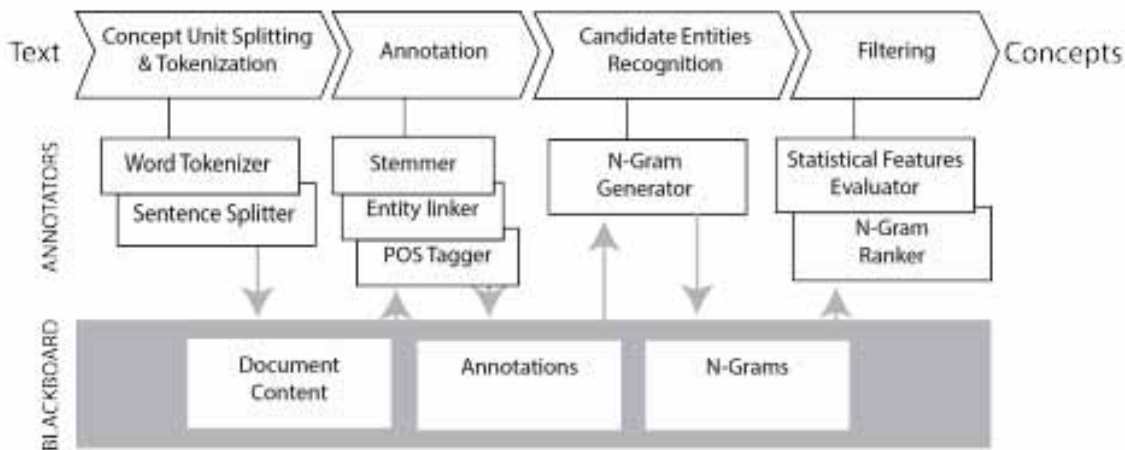 Text
Concept Unit Splitting
& Tokenization
Annotation
Candidate Entities
Recognition
Filtering
Concepts
ANNOTATORS
Word Tokenizer
Sentence Splitter
Stemmer
Entity linker
POS Tagger
N-Gram
Generator
Statistical Features
Evaluator
N-Gram
Ranker
BLACKBOARD
Document
Content
Annotations
N-Grams